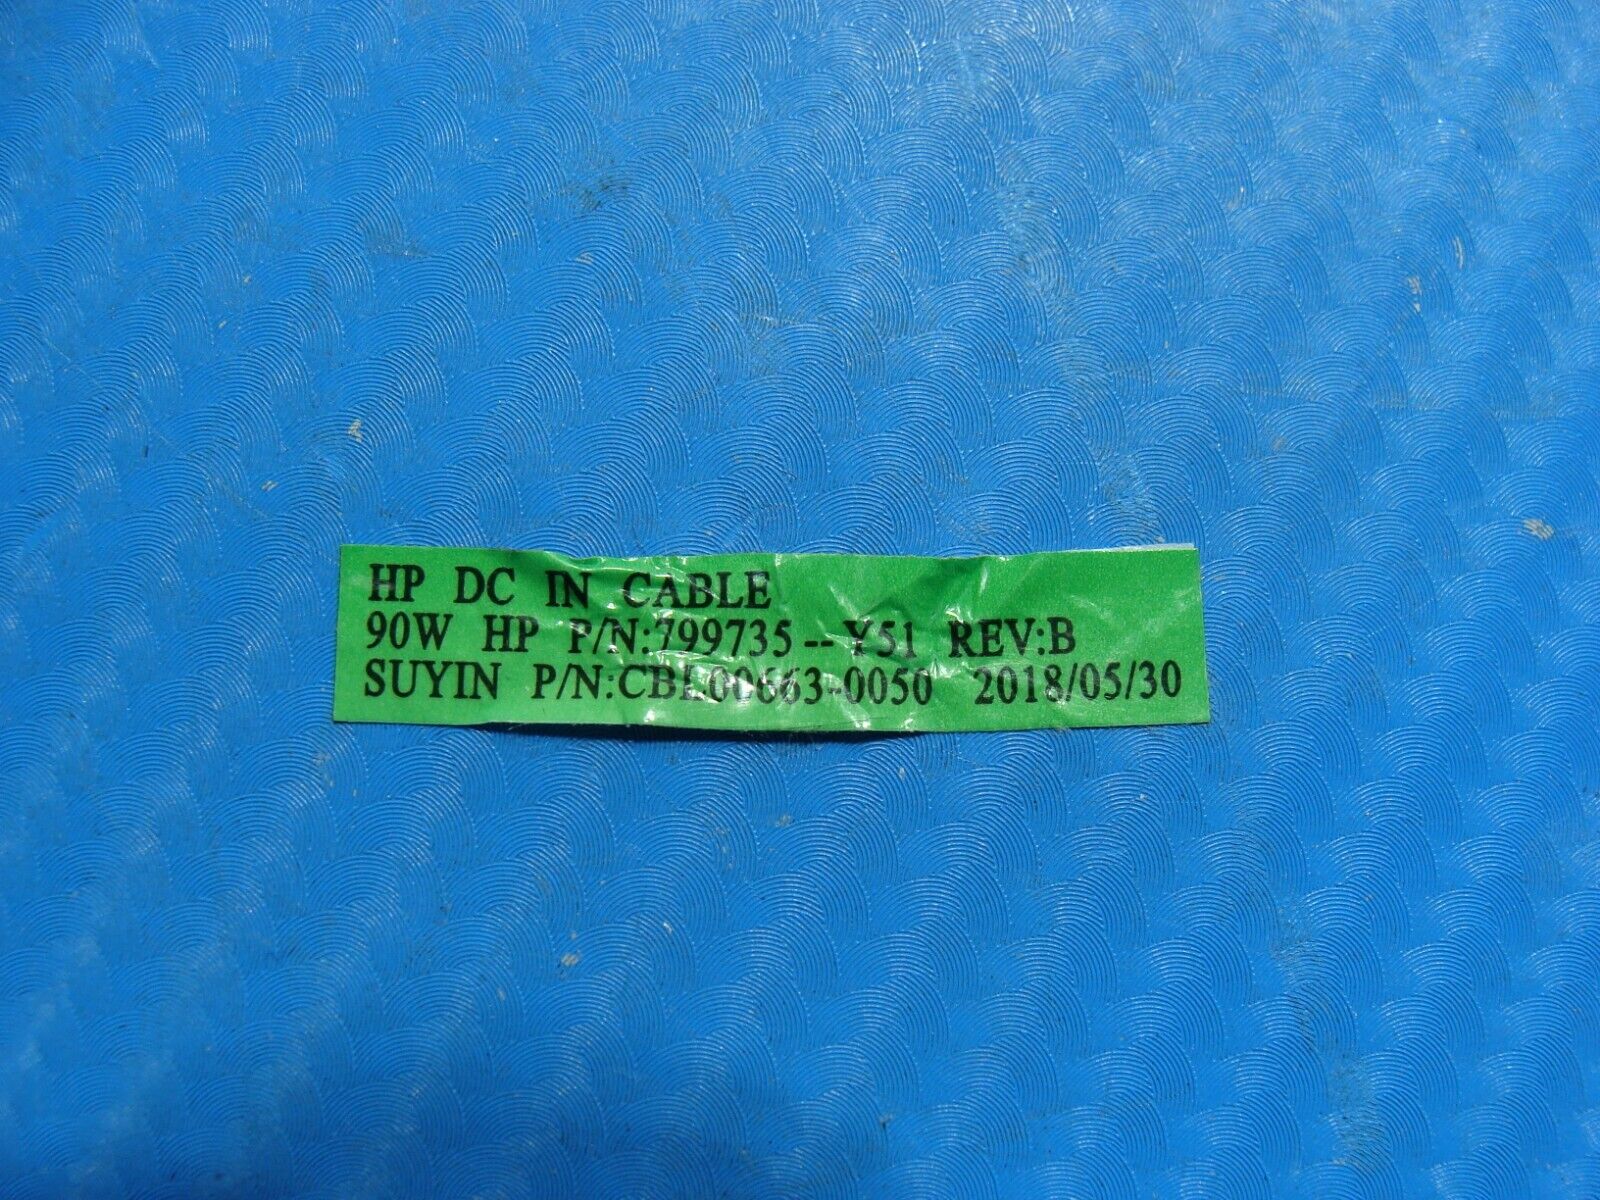 HP DC IN CABLE
90W HP P/N:799735--Y51 REV:B
SUYIN P/N:CBL00663-0050 2018/05/30